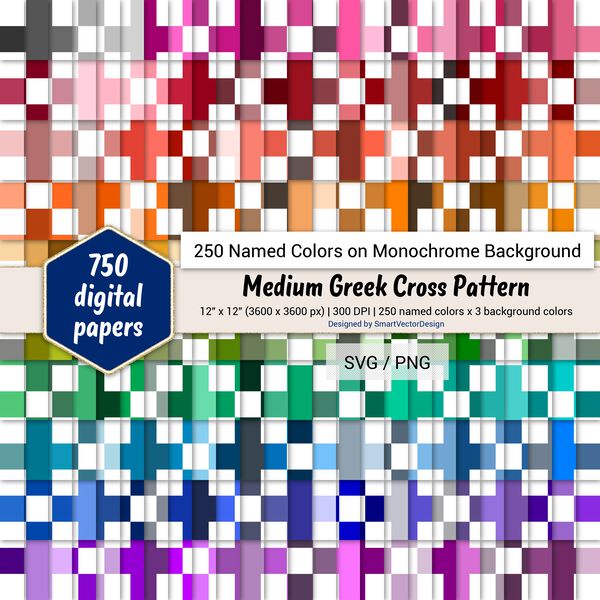 250 Named Colors on Monochrome Background
750
digital
papers
Medium Greek Cross Pattern
12" x 12" (3600 x 3600 px) | 300 DPI | 250 named colors x 3 background colors
Designed by SmartVectorDesign
SVG / PNG